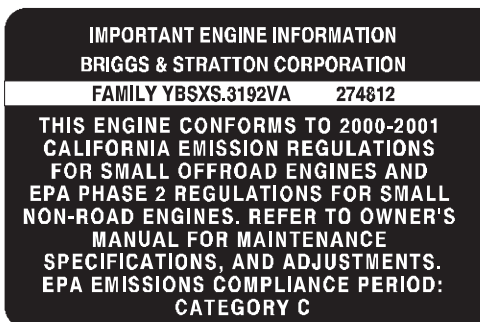 IMPORTANT ENGINE INFORMATION
BRIGGS & STRATTON CORPORATION
FAMILY YBSXS.3192VA 274812
THIS ENGINE CONFORMS TO 2000-2001
CALIFORNIA EMISSION REGULATIONS
FOR SMALL OFFROAD ENGINES AND
EPA PHASE 2 REGULATIONS FOR SMALL
NON-ROAD ENGINES. REFER TO OWNER'S
MANUAL FOR MAINTENANCE
SPECIFICATIONS, AND ADJUSTMENTS.
EPA EMISSIONS COMPLIANCE PERIOD:
CATEGORY C